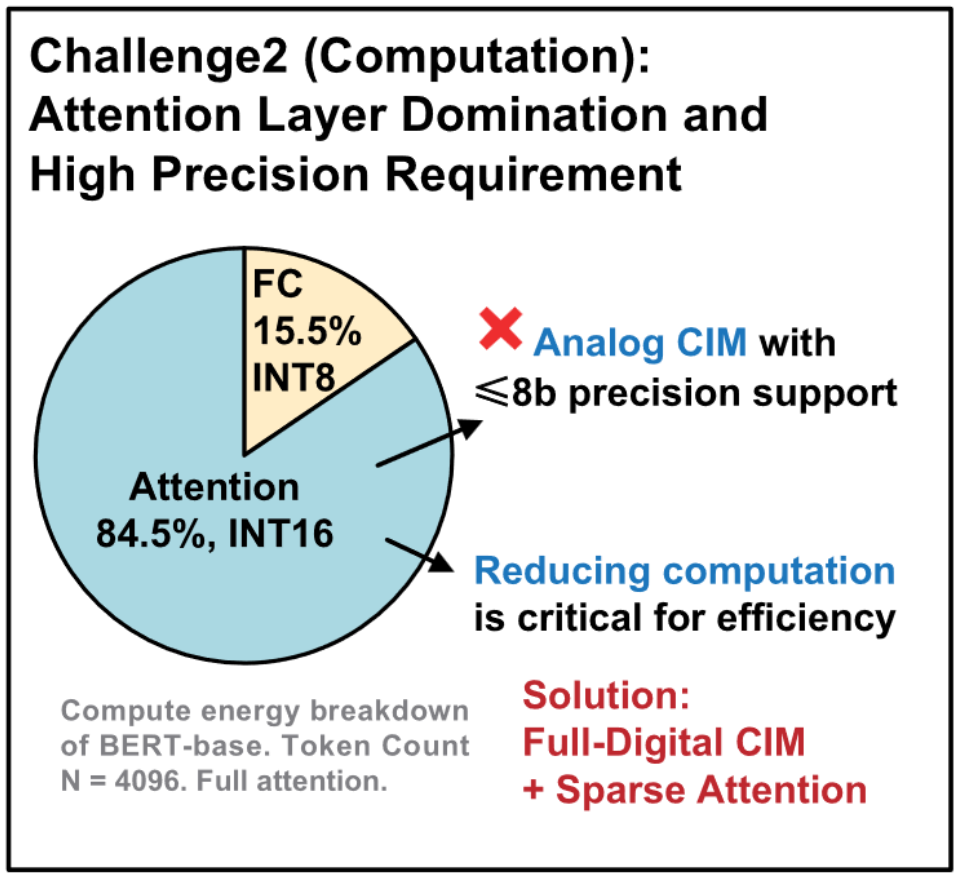 Challenge2 (Computation):
Attention Layer Domination and
High Precision Requirement
FC
15.5%
INT8
Attention
84.5%, INT16
Analog CIM with
⩽8b precision support
Reducing computation
is critical for efficiency
Compute energy breakdown
of BERT-base. Token Count
N = 4096. Full attention.
Solution:
Full-Digital CIM
+ Sparse Attention